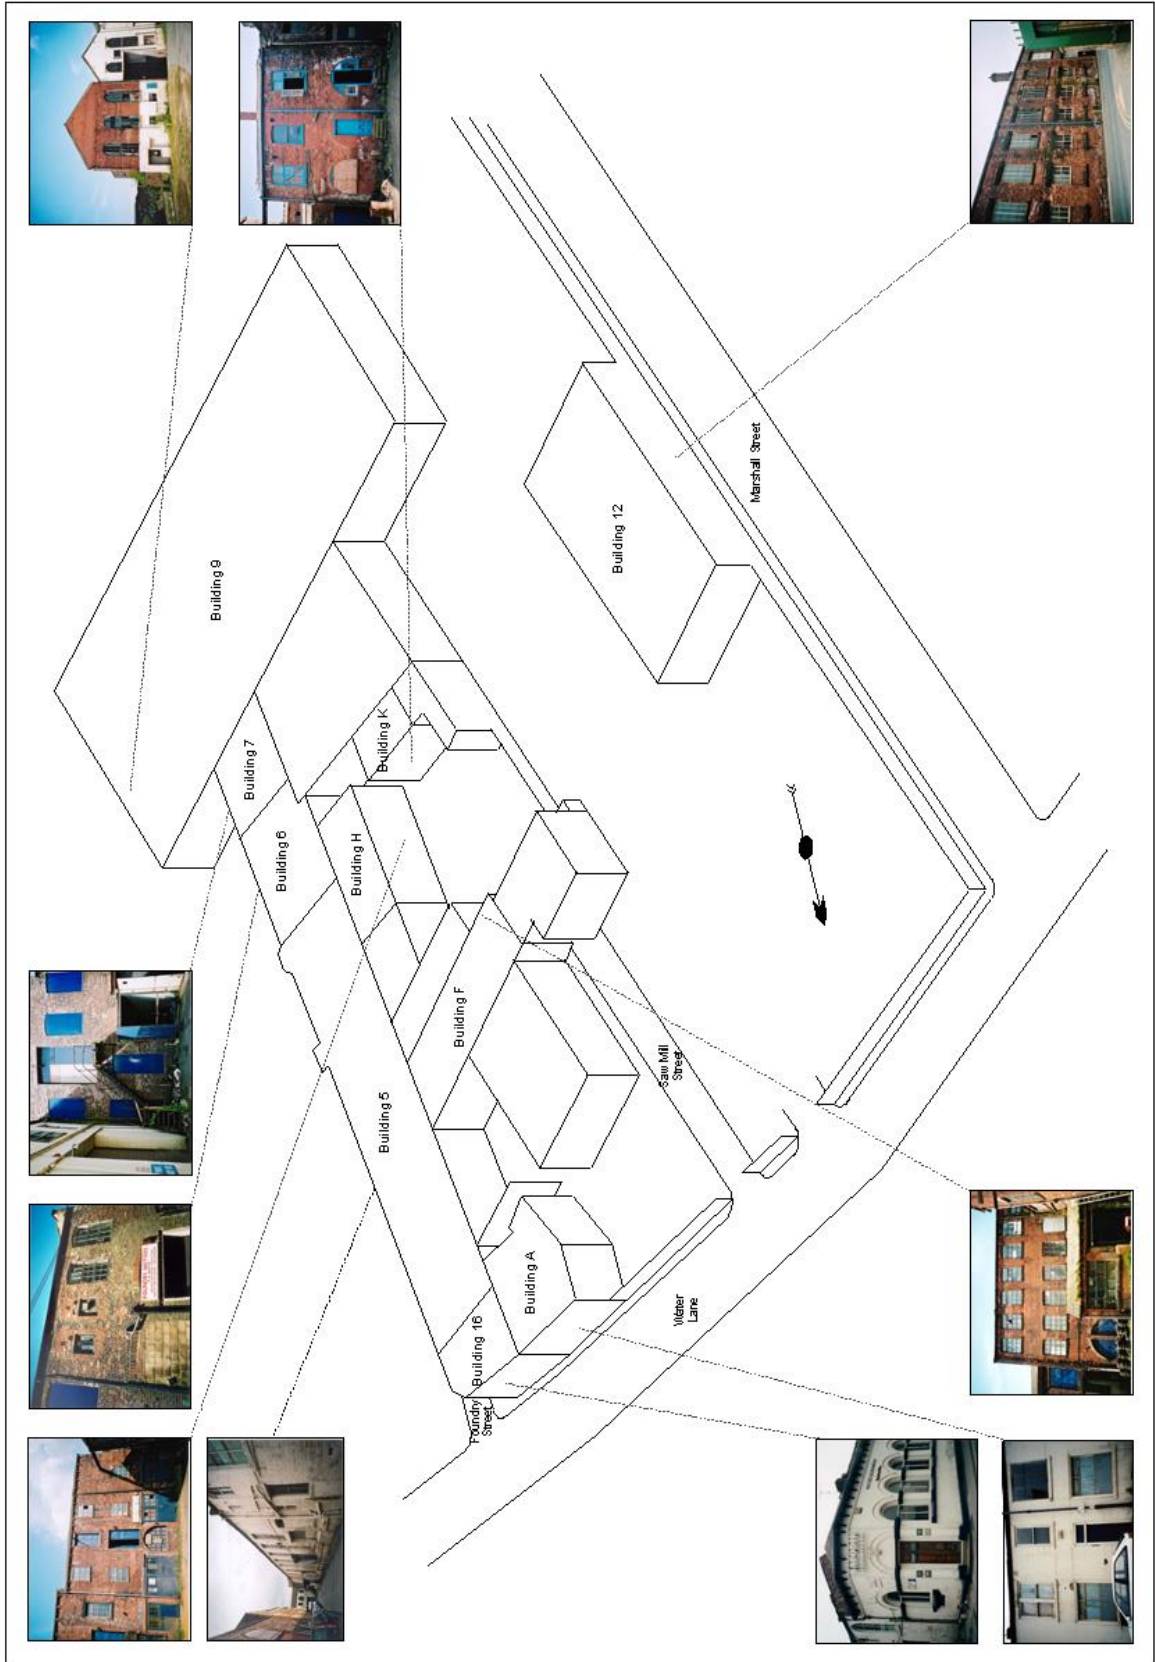 Building 9
Building 7
Building 6
Building K
Building H
Building F
Building 5
Building A
Building 16
Building 12
Marshall Street
Saw Mill
Street
Water
Lane
Foundry
Street